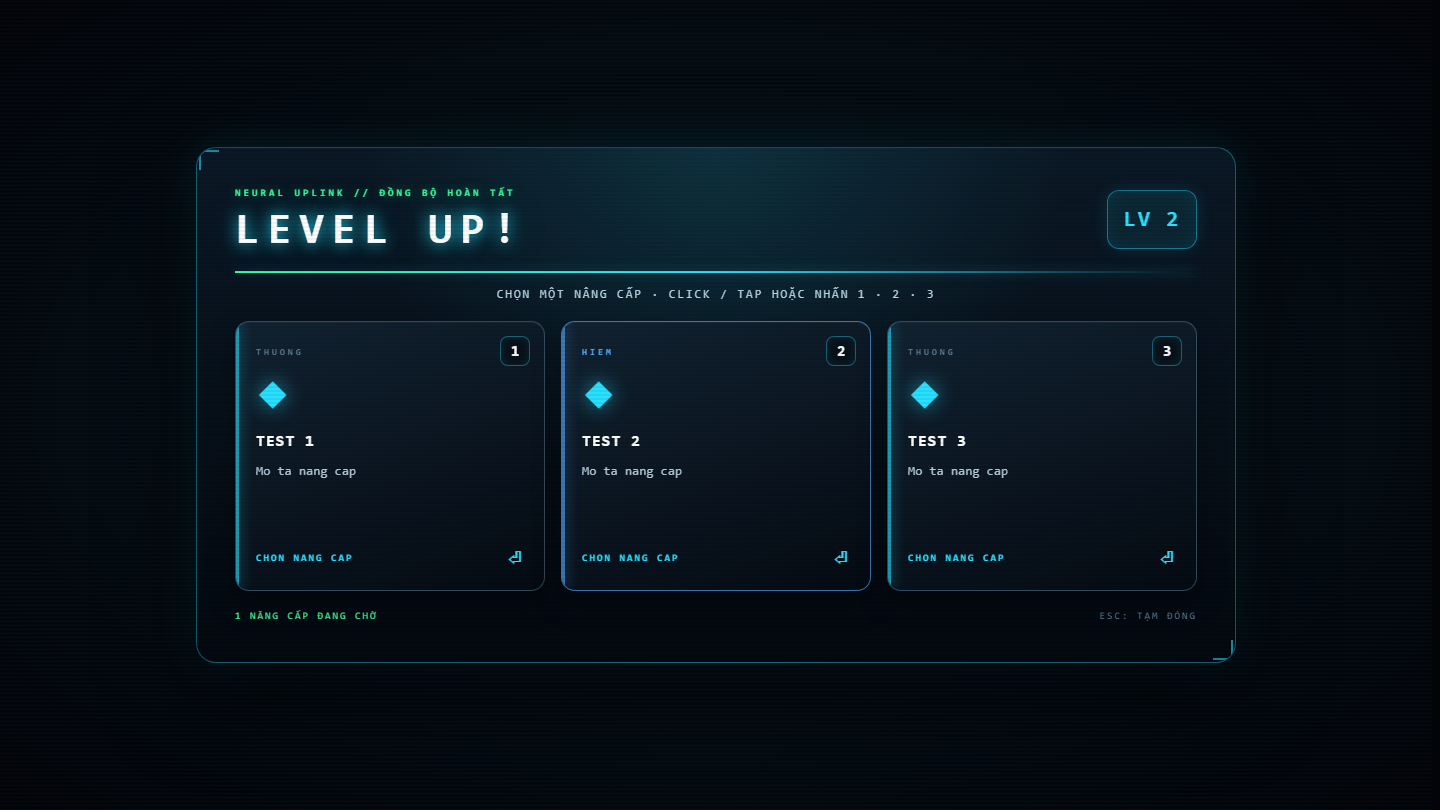 NEURAL UPLINK // ĐỒNG BỘ HOÀN TẤT
LEVEL UP!
LV 2
CHỌN MỘT NÂNG CẤP · CLICK / TAP HOẶC NHẤN 1 · 2 · 3
THUONG
1
TEST 1
Mo ta nang cap
CHON NANG CAP
HIEM
2
TEST 2
Mo ta nang cap
CHON NANG CAP
THUONG
3
TEST 3
Mo ta nang cap
CHON NANG CAP
1 NÂNG CẤP ĐANG CHỜ
ESC: TẠM ĐÓNG